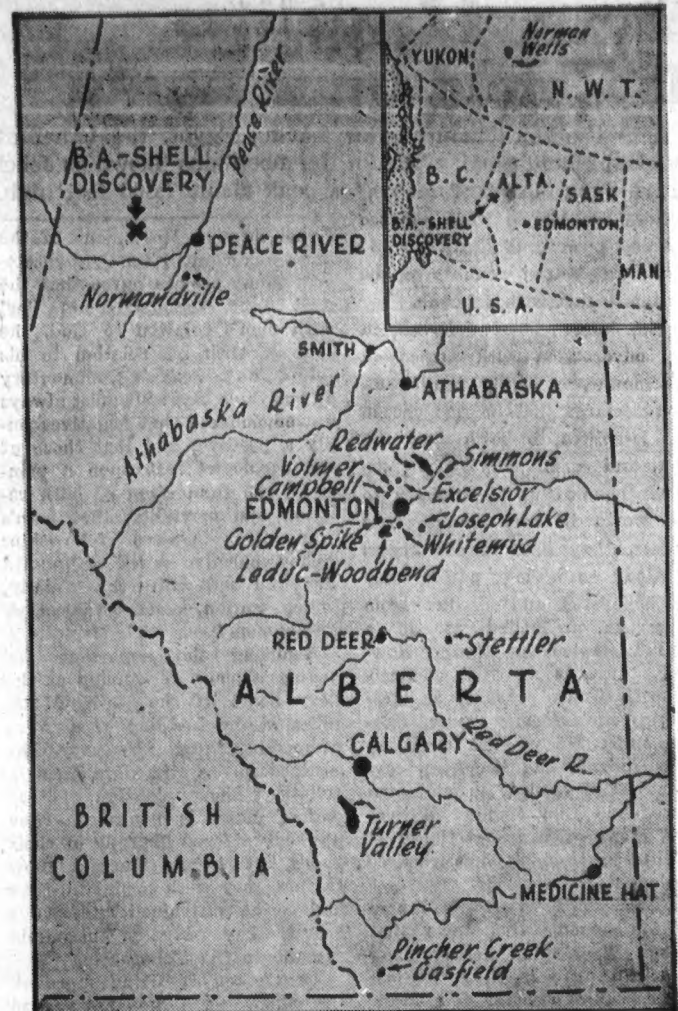 Peace River
B.A.-SHELL
DISCOVERY
PEACE RIVER
Normandville
YUKON
Norman
Wells
N. W. T.
B. C.
ALTA.
SASK
B.A.-SHELL
DISCOVERY
EDMONTON
MAN
U. S. A.
SMITH
ATHABASKA
Athabaska River
Redwater
Simmons
Volmer
Campbell
Excelsior
EDMONTON
Joseph Lake
Golden Spike
Whitemud
Leduc-Woodbend
RED DEER
Stettler
ALBERTA
CALGARY
Red Deer R.
BRITISH
COLUMBIA
Turner
Valley
MEDICINE HAT
Pincher Creek
Gasfield